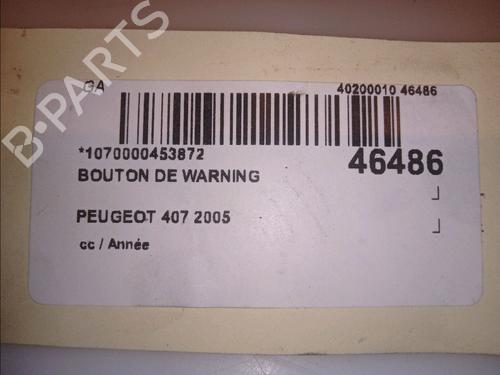 GA
40200010 46486
*1070000453872
46486
BOUTON DE WARNING
PEUGEOT 407 2005
cc / Année
B-PARTS